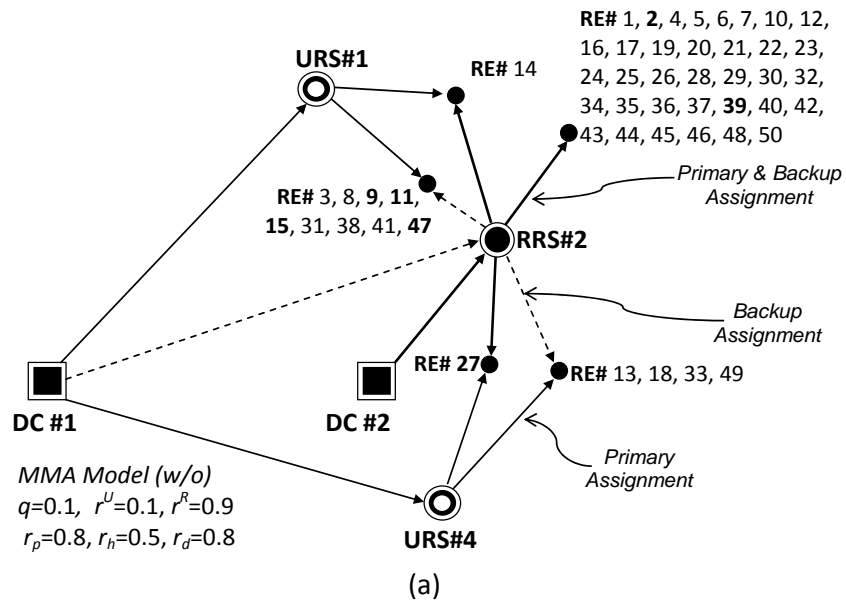 RE# 1, 2, 4, 5, 6, 7, 10, 12,
16, 17, 19, 20, 21, 22, 23,
24, 25, 26, 28, 29, 30, 32,
34, 35, 36, 37, 39, 40, 42,
43, 44, 45, 46, 48, 50
URS#1
RE# 14
Primary & Backup
Assignment
RE# 3, 8, 9, 11,
15, 31, 38, 41, 47
RRS#2
Backup
Assignment
RE# 27
RE# 13, 18, 33, 49
DC #1
DC #2
Primary
Assignment
MMA Model (w/o)
q=0.1, r^U=0.1, r^R=0.9
r_p=0.8, r_h=0.5, r_d=0.8
URS#4
(a)